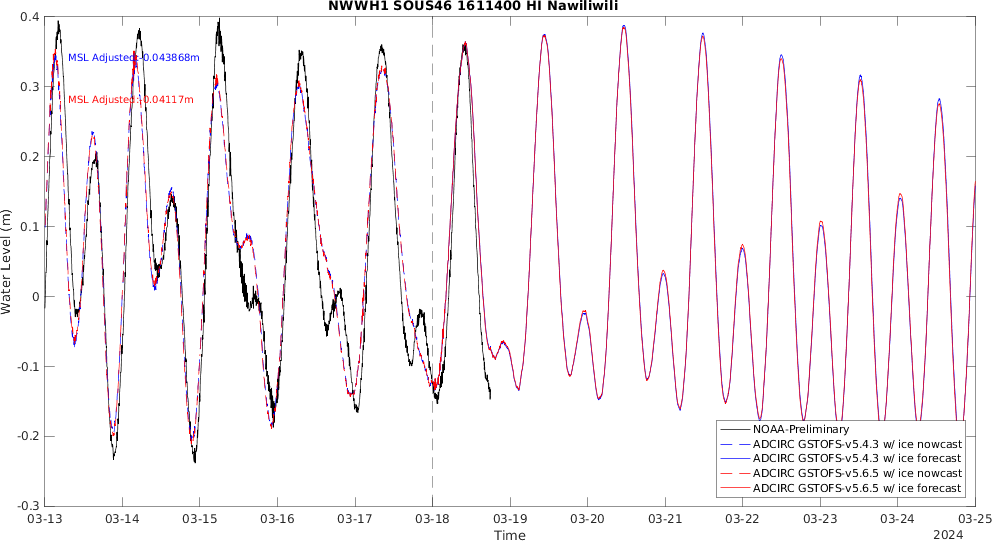 NWWH1 SOUS46 1611400 HI Nawiliwili
0.4
0.3
0.2
0.1
0
-0.1
-0.2
-0.3
Water Level (m)
MSL Adjusted:-0.043868m
MSL Adjusted:-0.04117m
NOAA-Preliminary
ADCIRC GSTOFS-v5.4.3 w/ ice nowcast
ADCIRC GSTOFS-v5.4.3 w/ ice forecast
ADCIRC GSTOFS-v5.6.5 w/ ice nowcast
ADCIRC GSTOFS-v5.6.5 w/ ice forecast
03-13 03-14 03-15 03-16 03-17 03-18 03-19 03-20 03-21 03-22 03-23 03-24 03-25
Time
2024